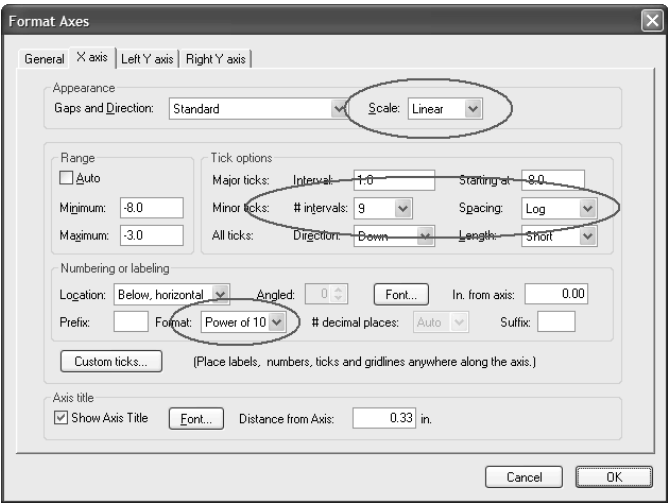 Format Axes
General X axis Left Y axis Right Y axis
Appearance
Gaps and Direction: Standard Scale: Linear
Range Tick options
Auto Major ticks: Interval: 1.0 Starting at -8.0
Minimum: -8.0 Minor ticks: # intervals: 9 Spacing: Log
Maximum: -3.0 All ticks: Direction: Down Length: Short
Numbering or labeling
Location: Below, horizontal Angled: 0 Font... In. from axis: 0.00
Prefix: Format: Power of 10 # decimal places: Auto Suffix:
Custom ticks... (Place labels, numbers, ticks and gridlines anywhere along the axis.)
Axis title
Show Axis Title Font... Distance from Axis: 0.33 in.
Cancel OK